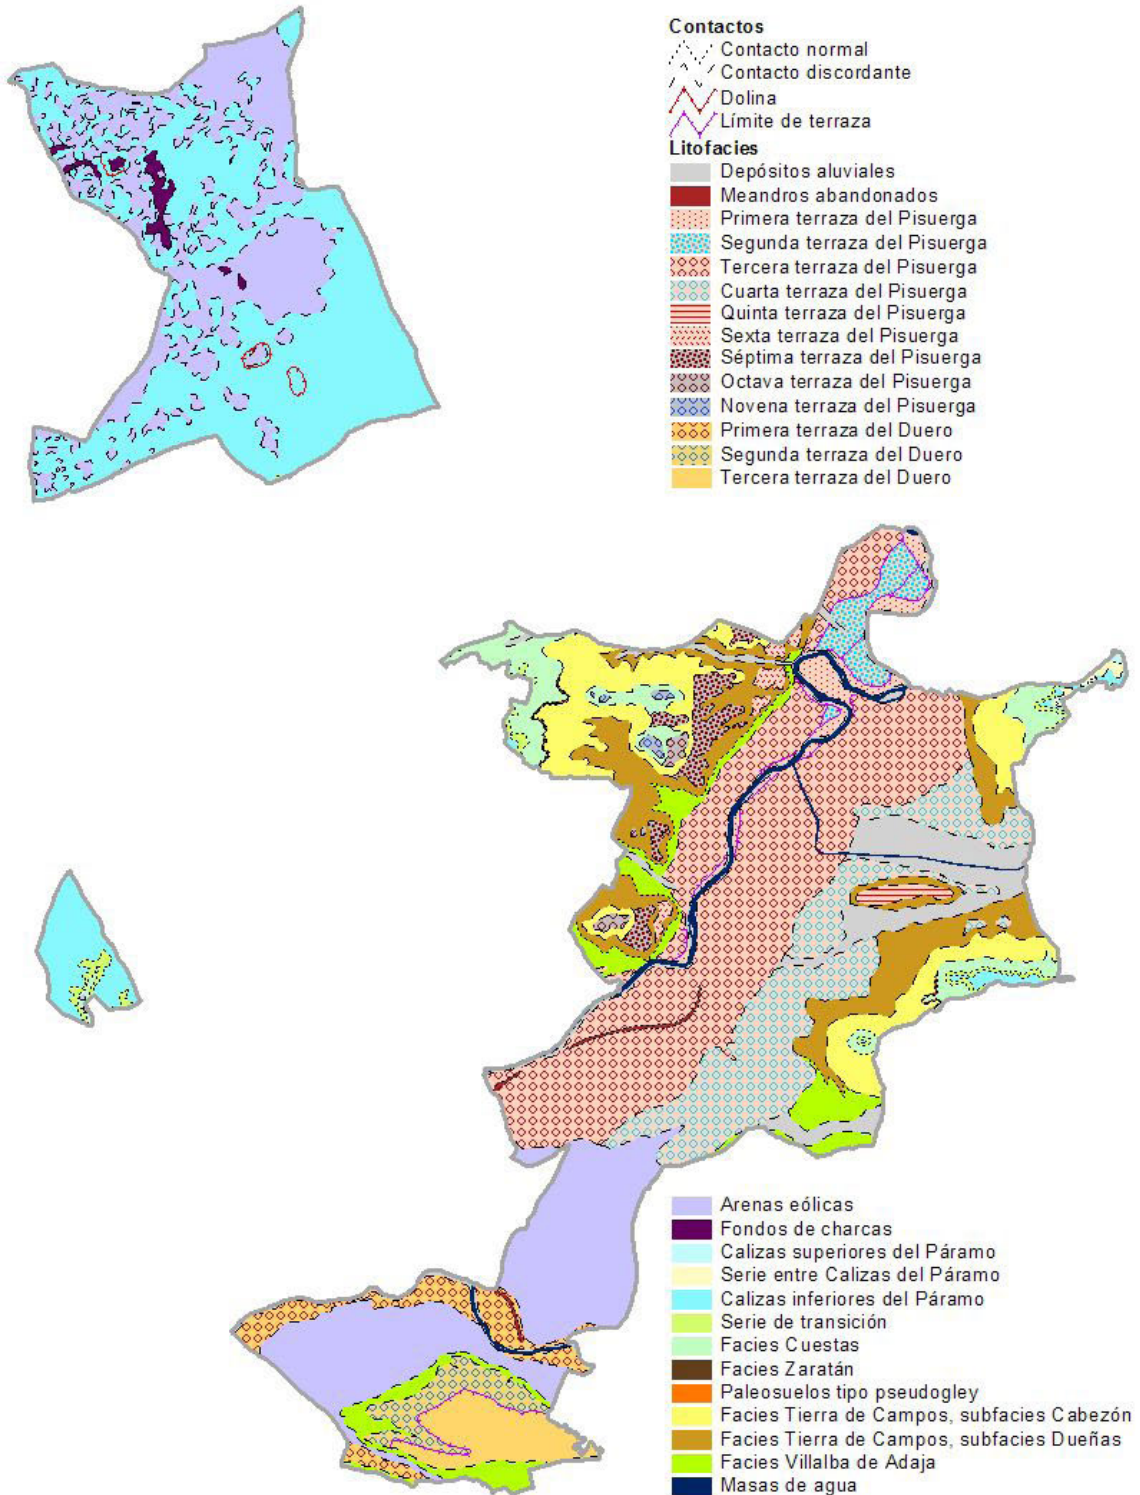 Contactos
Contacto normal
Contacto discordante
Dolina
Límite de terraza
Litofacies
Depósitos aluviales
Meandros abandonados
Primera terraza del Pisuerga
Segunda terraza del Pisuerga
Tercera terraza del Pisuerga
Cuarta terraza del Pisuerga
Quinta terraza del Pisuerga
Sexta terraza del Pisuerga
Séptima terraza del Pisuerga
Octava terraza del Pisuerga
Novena terraza del Pisuerga
Primera terraza del Duero
Segunda terraza del Duero
Tercera terraza del Duero
Arenas eólicas
Fondos de charcas
Calizas superiores del Páramo
Serie entre Calizas del Páramo
Calizas inferiores del Páramo
Serie de transición
Facies Cuestas
Facies Zaratán
Paleosuelos tipo pseudogley
Facies Tierra de Campos, subfacies Cabezón
Facies Tierra de Campos, subfacies Dueñas
Facies Villalba de Adaja
Masas de agua